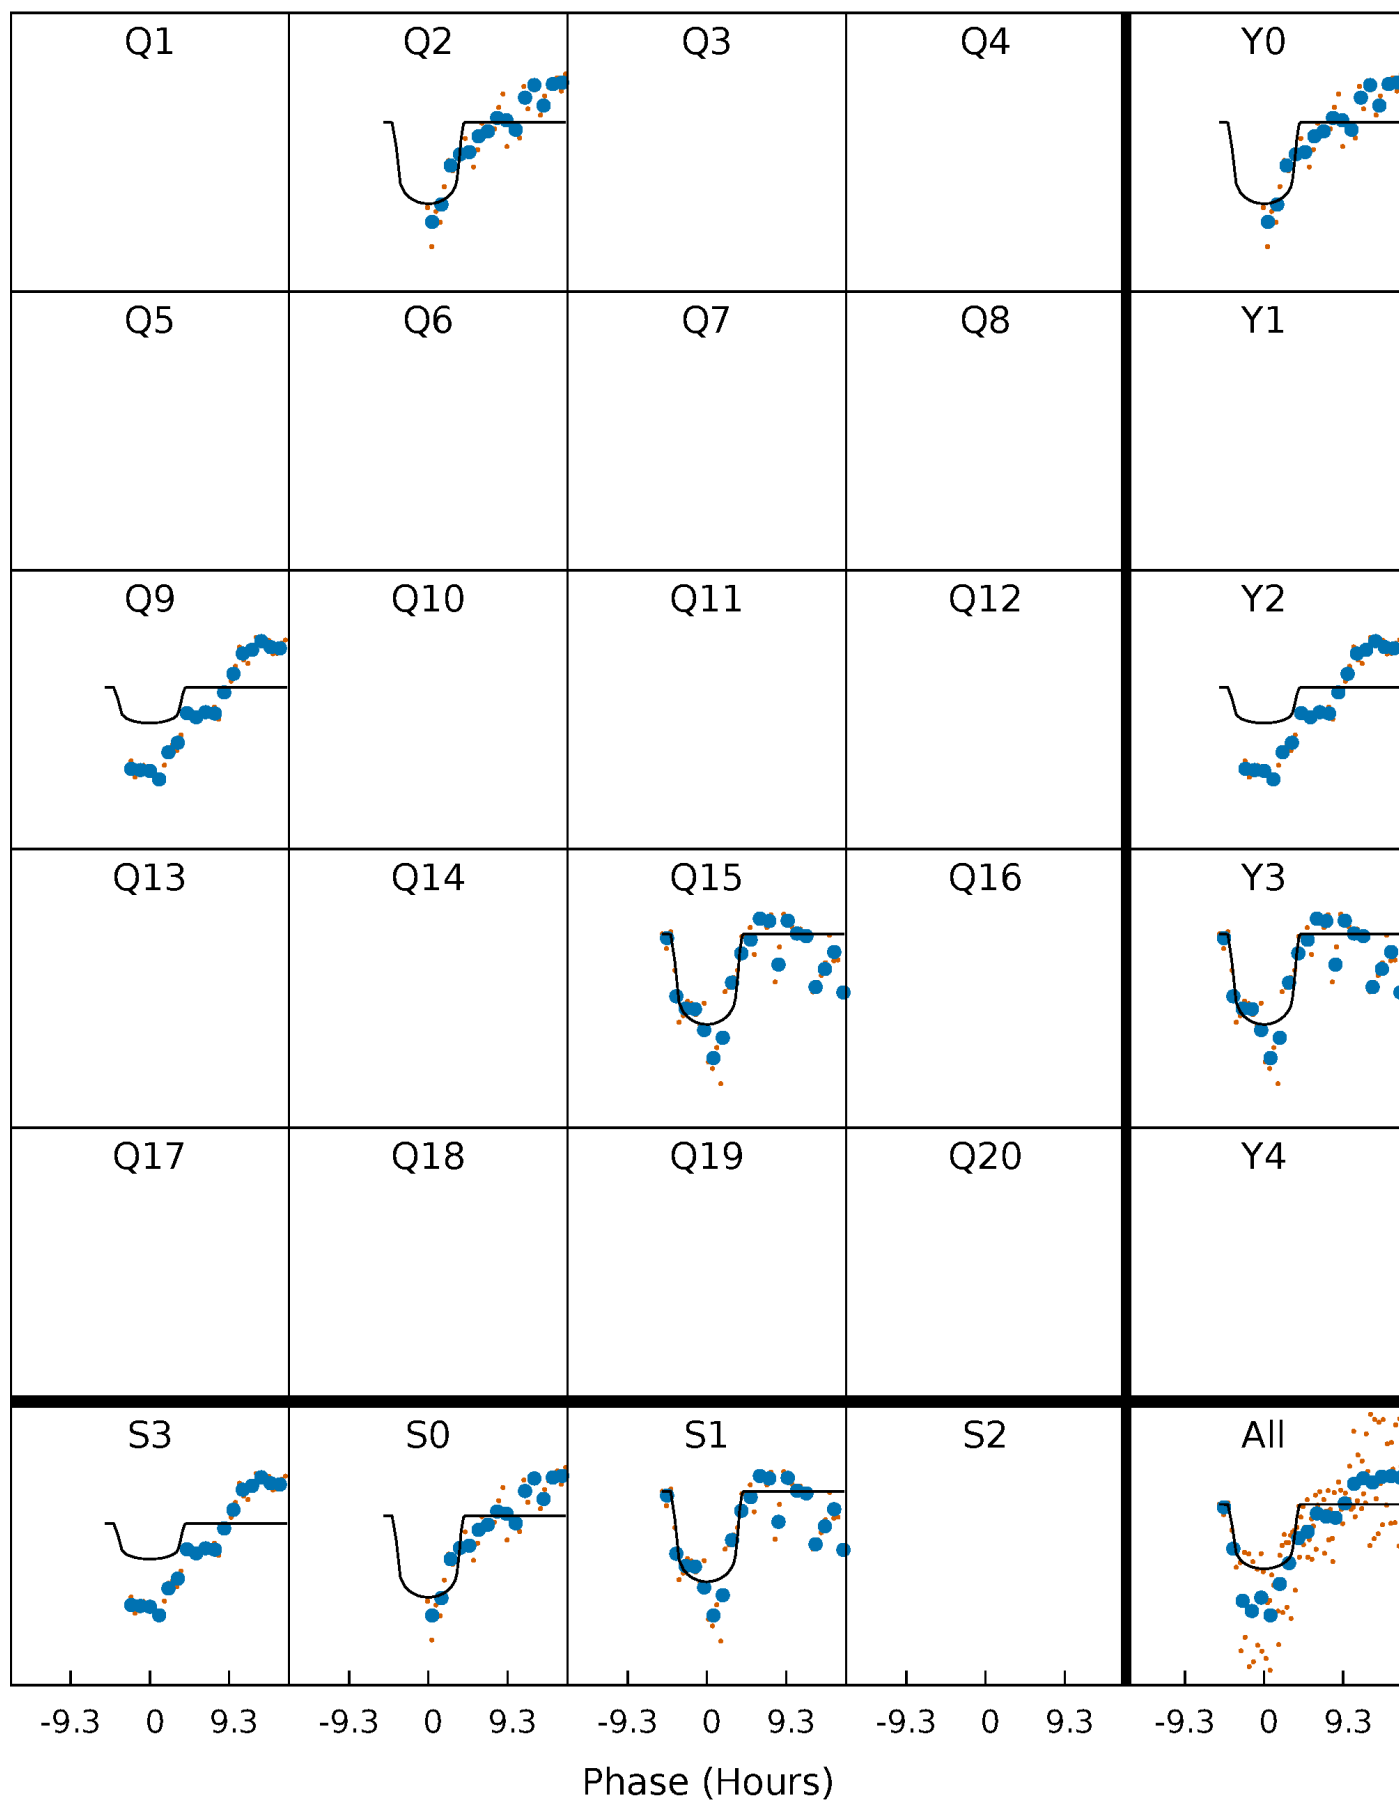 Q1 Q2 Q3 Q4 Y0
Q5 Q6 Q7 Q8 Y1
Q9 Q10 Q11 Q12 Y2
Q13 Q14 Q15 Q16 Y3
Q17 Q18 Q19 Q20 Y4
S3 S0 S1 S2 All
-9.3 0 9.3 -9.3 0 9.3 -9.3 0 9.3 -9.3 0 9.3 -9.3 0 9.3
Phase (Hours)